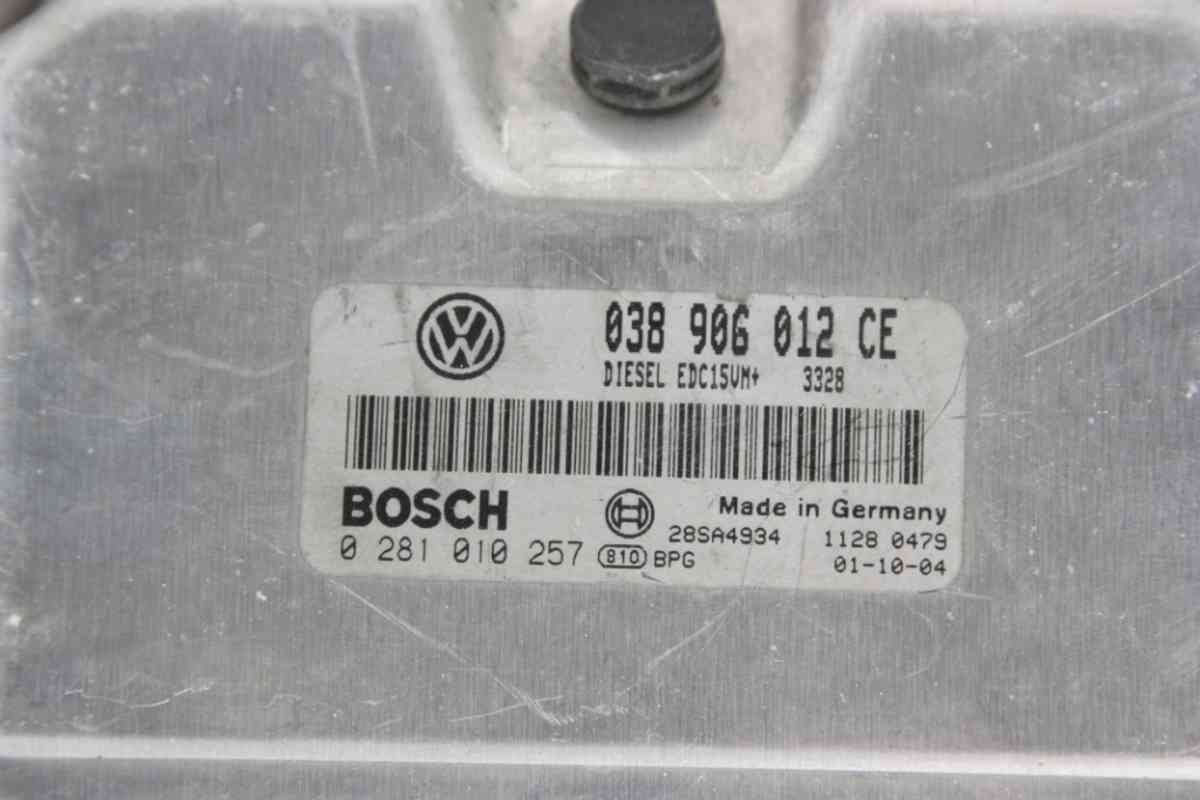 038 906 012 CE
DIESEL EDC15VM+ 3328
BOSCH
Made in Germany
28SA4934 1128 0479
0 281 010 257 810 BPG 01-10-04